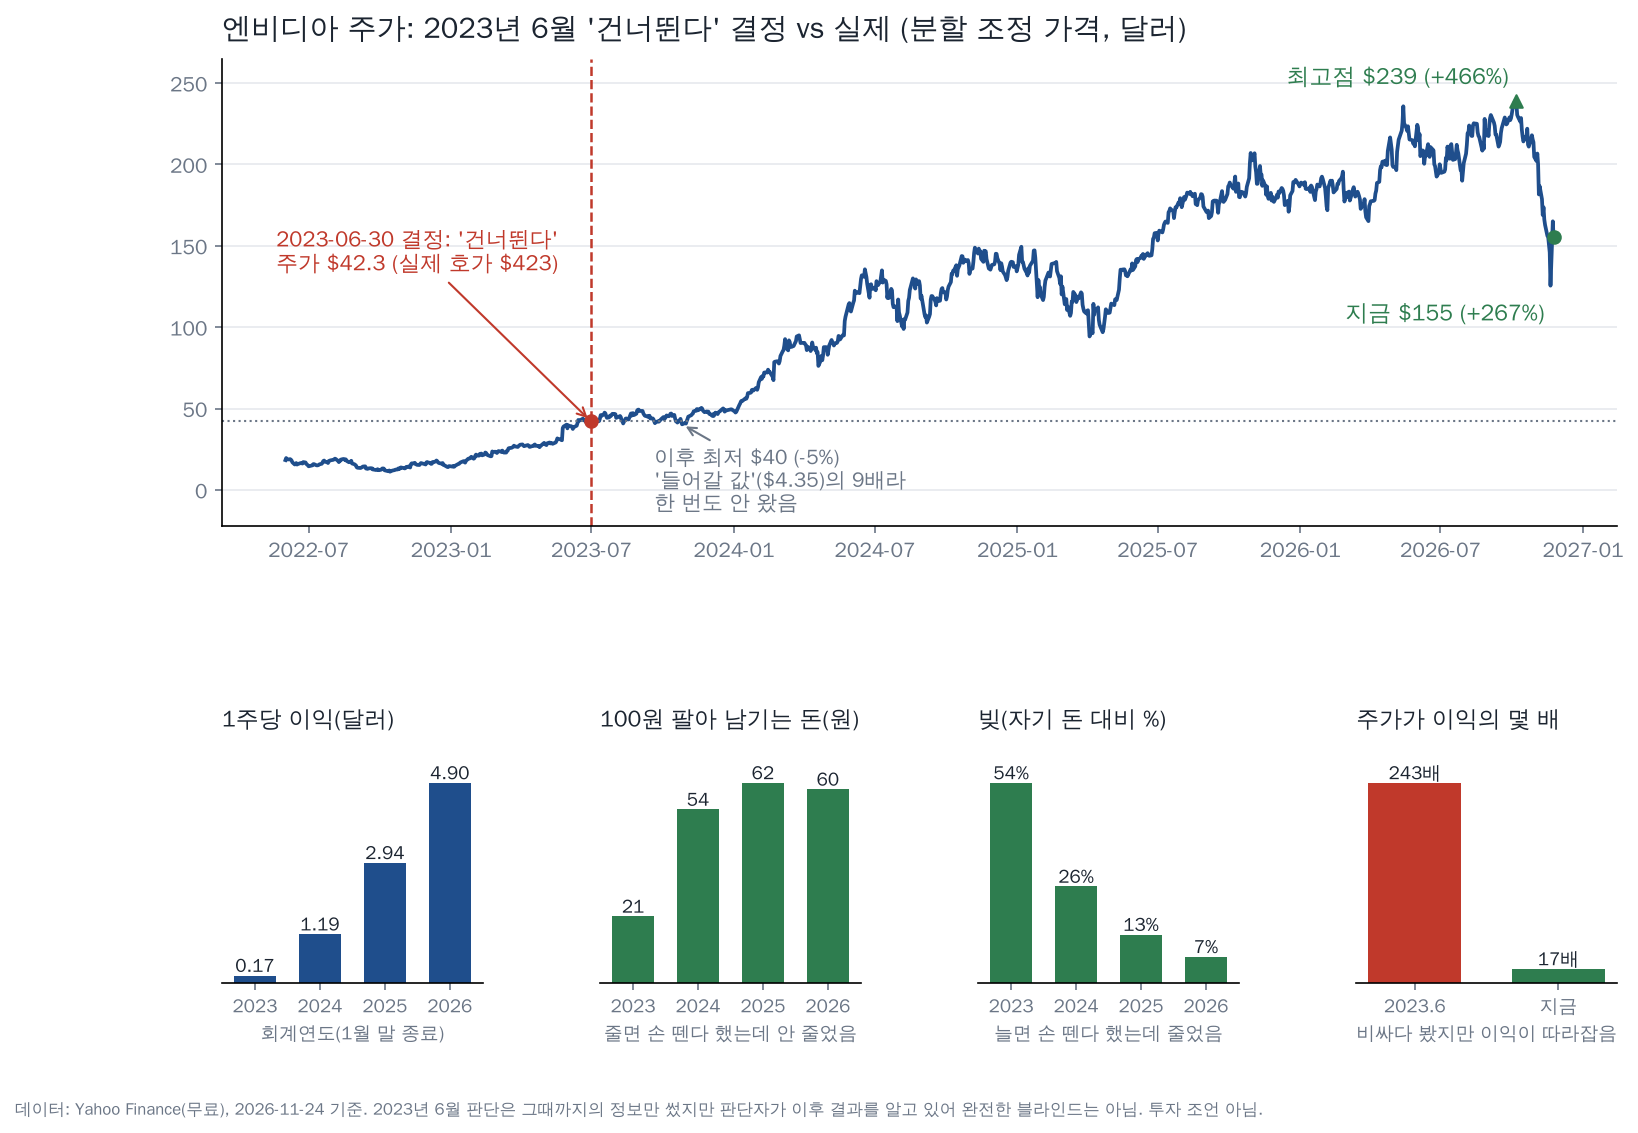 엔비디아 주가: 2023년 6월 '건너뛴다' 결정 vs 실제 (분할 조정 가격, 달러)
250
200
150
100
50
0
최고점 $239 (+466%)
2023-06-30 결정: '건너뛴다'
주가 $42.3 (실제 호가 $423)
지금 $155 (+267%)
이후 최저 $40 (-5%)
'들어갈 값'($4.35)의 9배라
한 번도 안 왔음
2022-07 2023-01 2023-07 2024-01 2024-07 2025-01 2025-07 2026-01 2026-07 2027-01
1주당 이익(달러)
0.17 1.19 2.94 4.90
2023 2024 2025 2026
회계연도(1월 말 종료)
100원 팔아 남기는 돈(원)
21 54 62 60
2023 2024 2025 2026
줄면 손 뗀다 했는데 안 줄었음
빚(자기 돈 대비 %)
54% 26% 13% 7%
2023 2024 2025 2026
늘면 손 뗀다 했는데 줄었음
주가가 이익의 몇 배
243배 17배
2023.6 지금
비싸다 봤지만 이익이 따라잡음
데이터: Yahoo Finance(무료), 2026-11-24 기준. 2023년 6월 판단은 그때까지의 정보만 썼지만 판단자가 이후 결과를 알고 있어 완전한 블라인드는 아님. 투자 조언 아님.